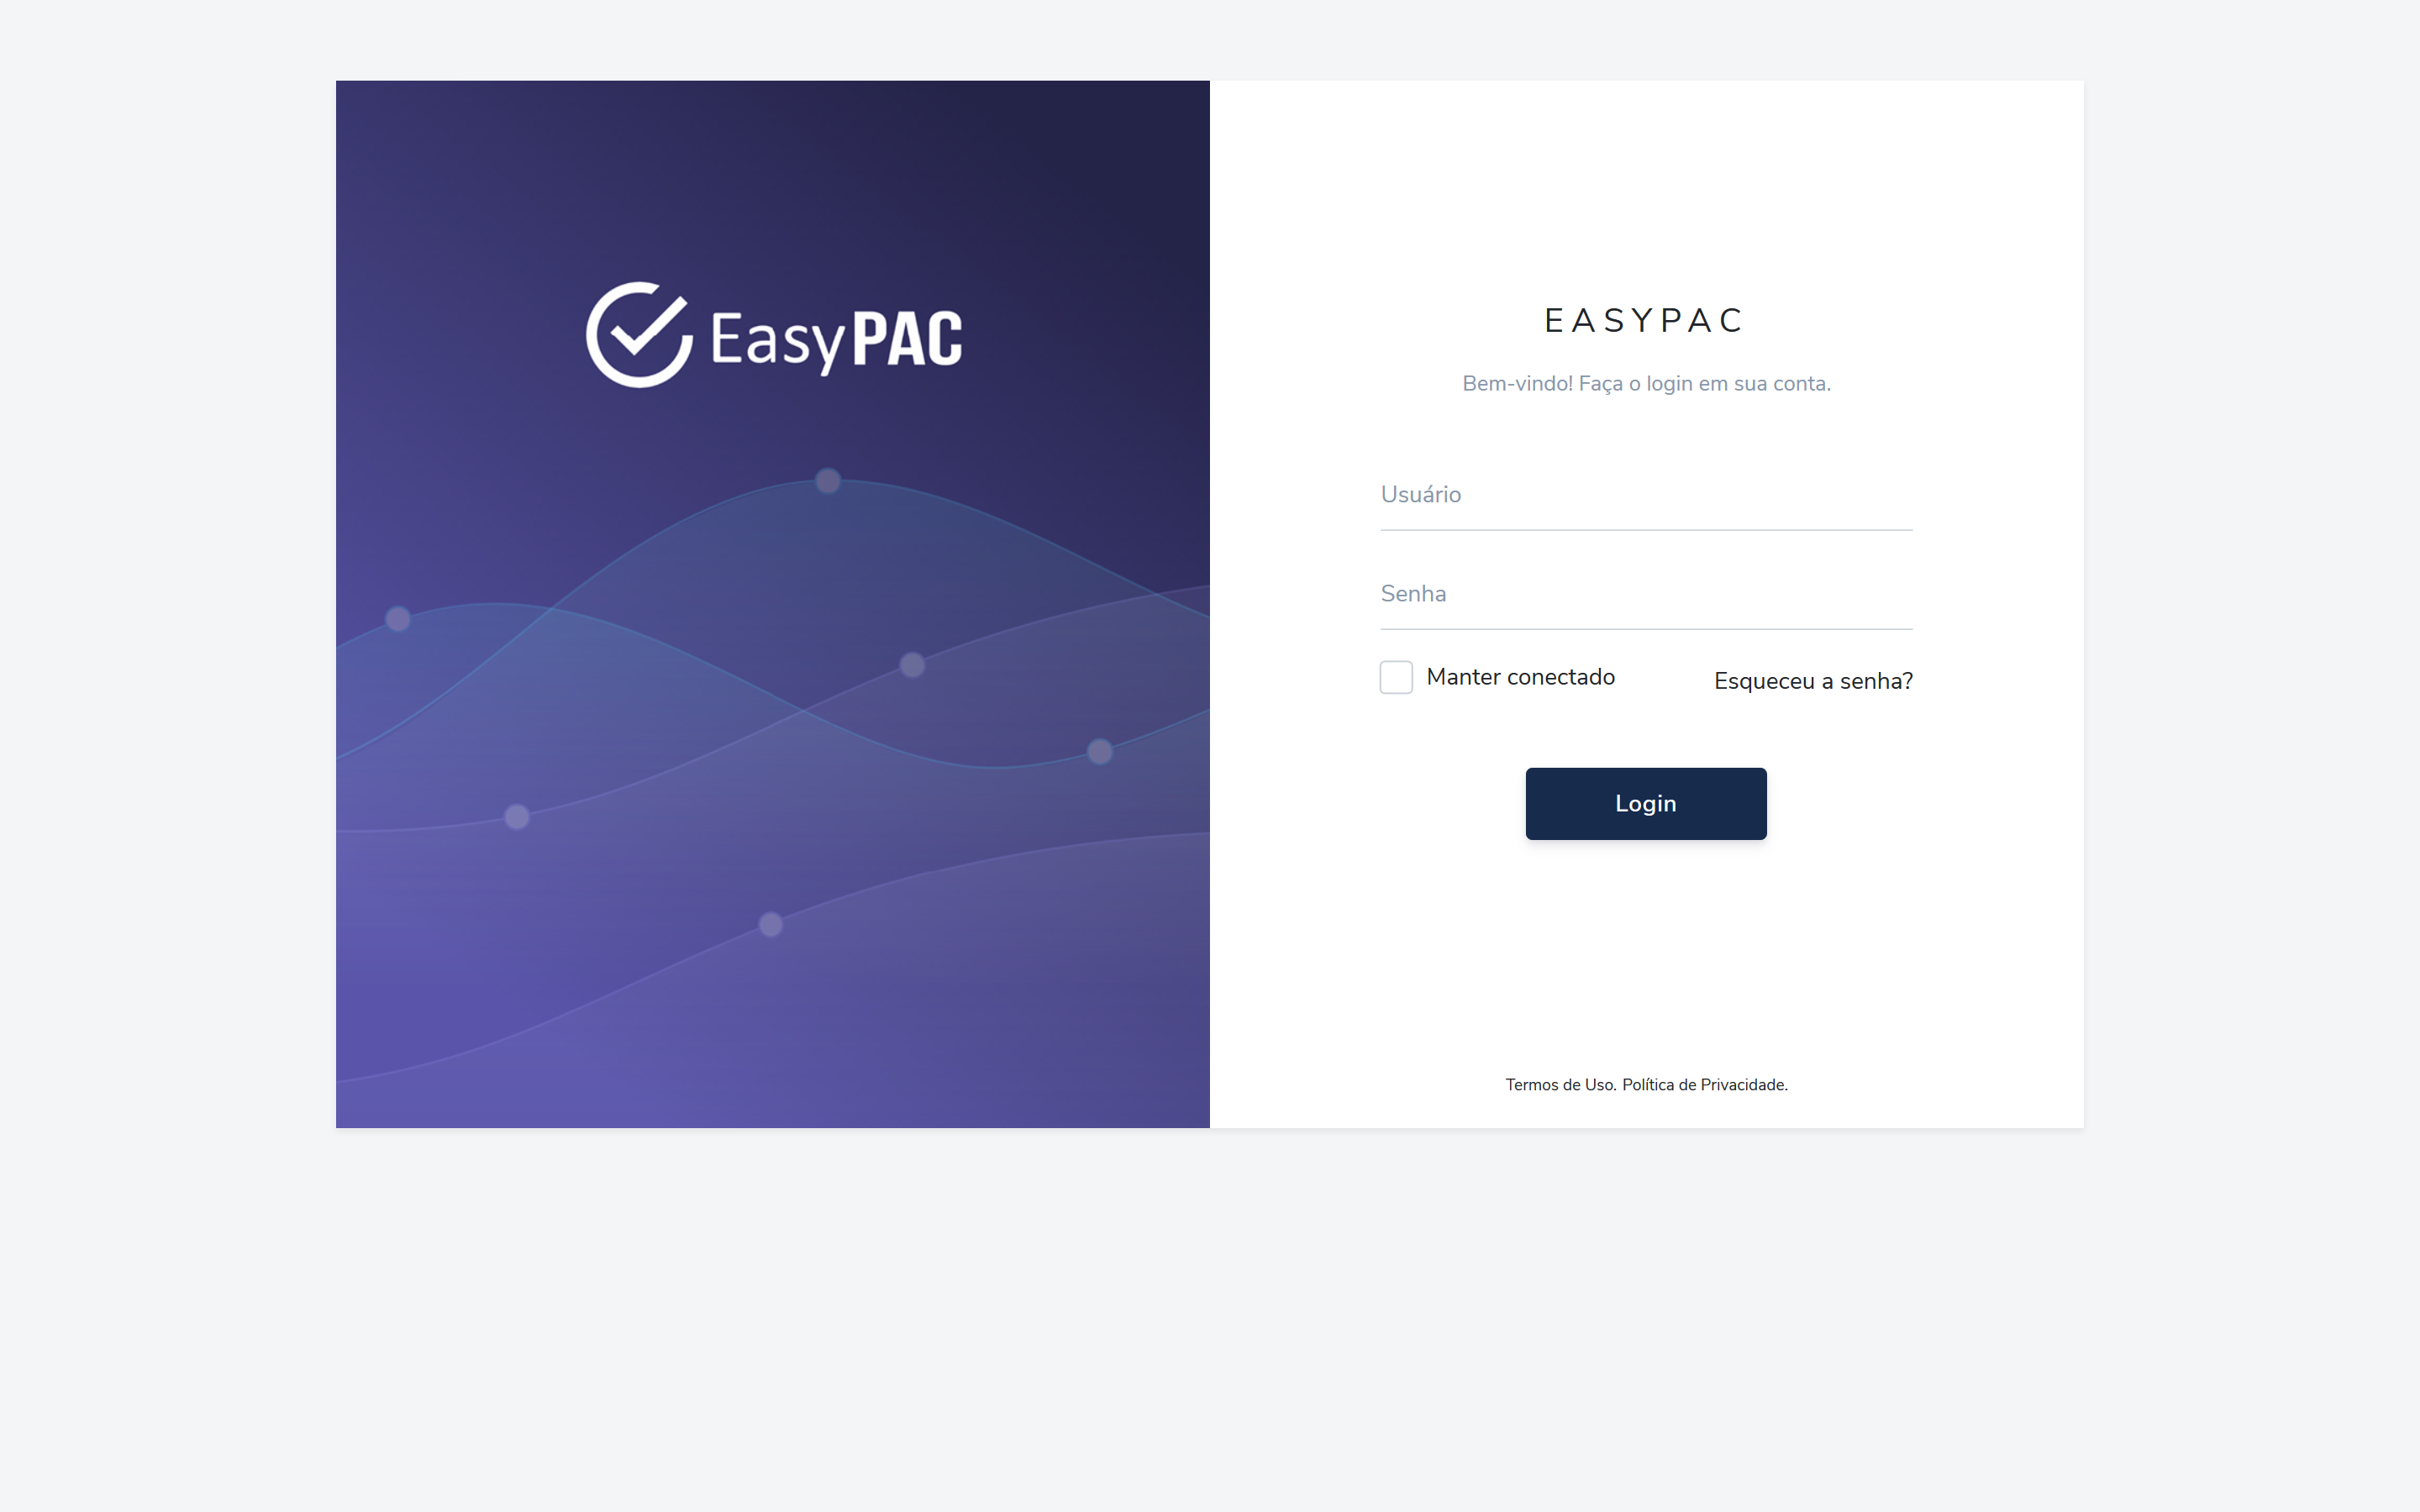 EasyPAC
EASYPAC
Bem-vindo! Faça o login em sua conta.
Usuário
Senha
Manter conectado
Esqueceu a senha?
Login
Termos de Uso. Política de Privacidade.